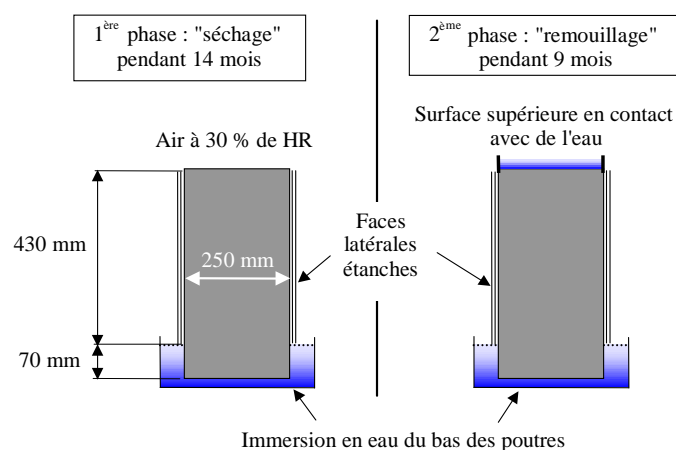 1ère phase : "séchage"
pendant 14 mois
2ème phase : "remouillage"
pendant 9 mois
Air à 30 % de HR
Surface supérieure en contact
avec de l'eau
430 mm
250 mm
Faces
latérales
étanches
70 mm
Immersion en eau du bas des poutres